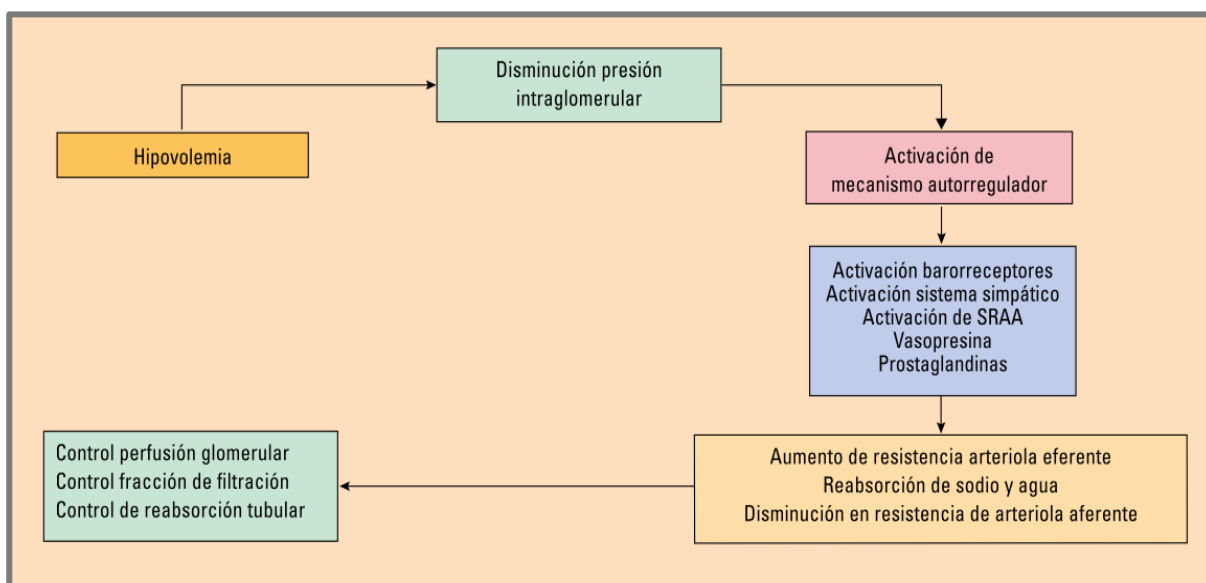 Hipovolemia
Disminución presión
intraglomerular
Activación de
mecanismo autorregulador
Activación barorreceptores
Activación sistema simpático
Activación de SRAA
Vasopresina
Prostaglandinas
Aumento de resistencia arteriola eferente
Reabsorción de sodio y agua
Disminución en resistencia de arteriola aferente
Control perfusión glomerular
Control fracción de filtración
Control de reabsorción tubular